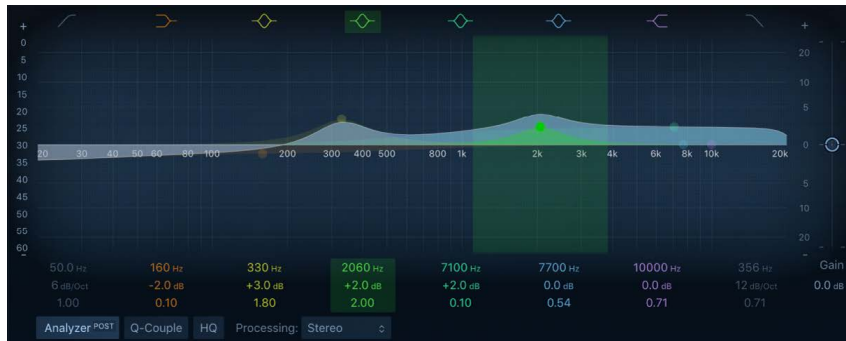 + +
0
5 20
10
15 10
20
25 5
30 20 30 40 50 60 80 100 200 300 400 500 800 1k 2k 3k 4k 6k 8k 10k 20k 0
35
40 5
45
50 10
55
60 20
- -
50.0 Hz 160 Hz 330 Hz 2060 Hz 7100 Hz 7700 Hz 10000 Hz 356 Hz Gain
6 dB/Oct -2.0 dB +3.0 dB +2.0 dB +2.0 dB 0.0 dB 0.0 dB 12 dB/Oct 0.0 dB
1.00 0.10 1.80 2.00 0.10 0.54 0.71 0.71
Analyzer POST Q-Couple HQ Processing: Stereo